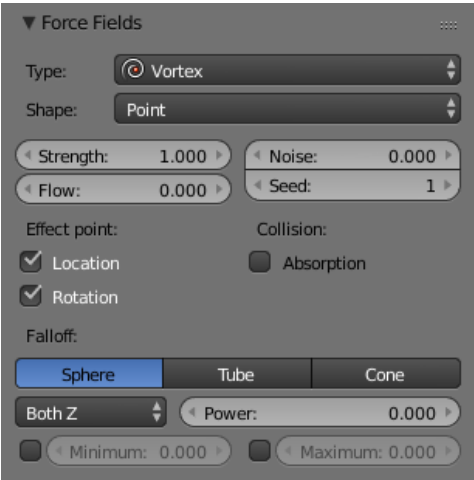 Force Fields
Type: Vortex
Shape: Point
Strength: 1.000 Noise: 0.000
Flow: 0.000 Seed: 1
Effect point: Collision:
Location Absorption
Rotation
Falloff:
Sphere Tube Cone
Both Z Power: 0.000
Minimum: 0.000 Maximum: 0.000